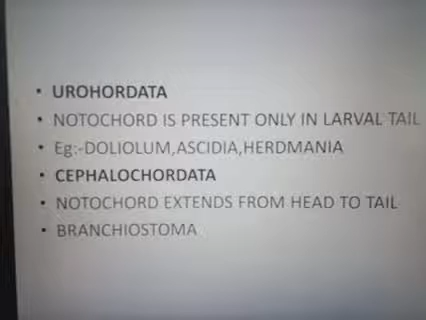 • UROHORDATA
• NOTOCHORD IS PRESENT ONLY IN LARVAL TAIL
• Eg:-DOLIOLUM,ASCIDIA,HERDMANIA
• CEPHALOCHORDATA
• NOTOCHORD EXTENDS FROM HEAD TO TAIL
• BRANCHIOSTOMA